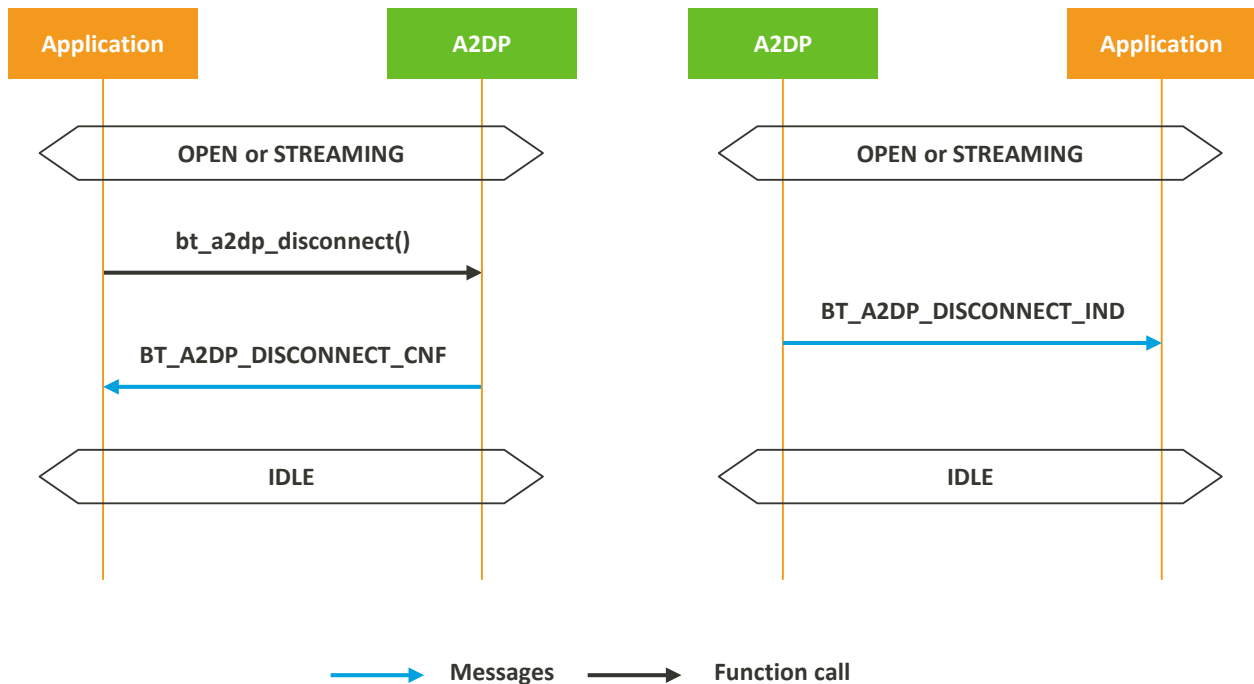 Application
A2DP
A2DP
Application
OPEN or STREAMING
OPEN or STREAMING
bt_a2dp_disconnect()
BT_A2DP_DISCONNECT_IND
BT_A2DP_DISCONNECT_CNF
IDLE
IDLE
Messages
Function call